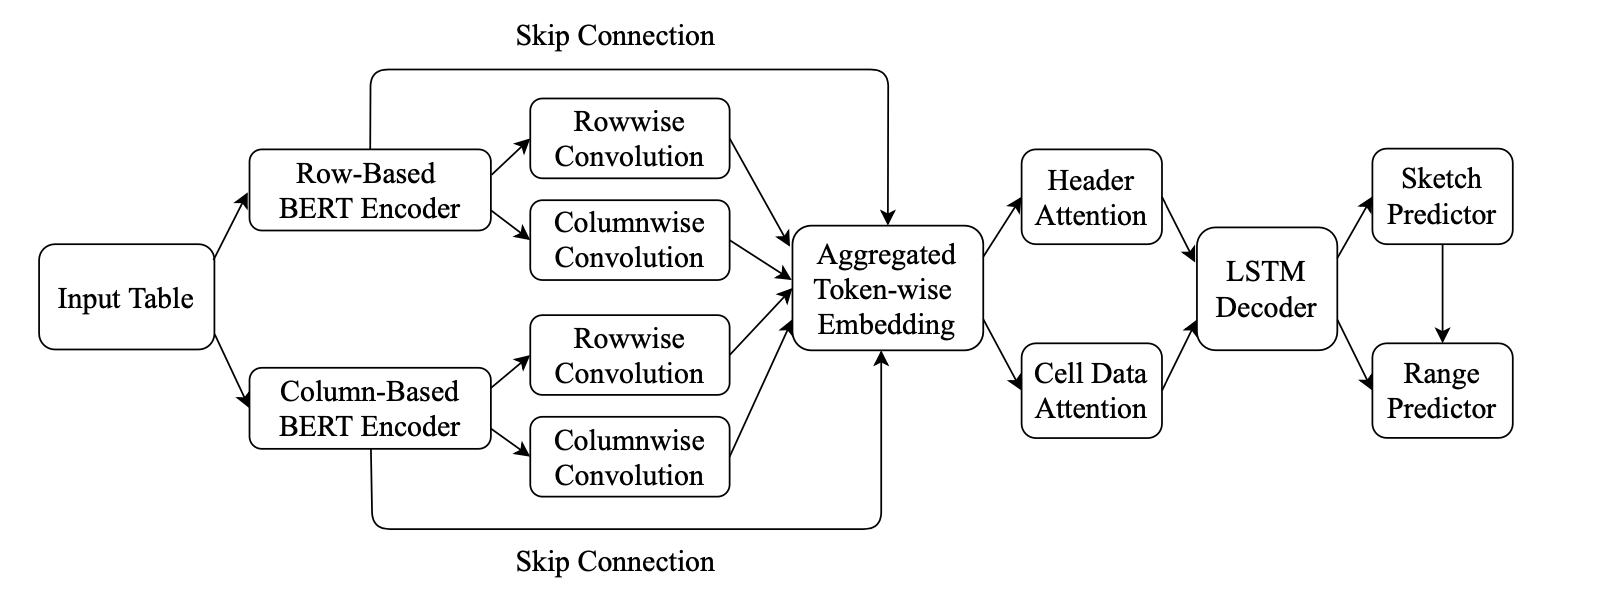 Skip Connection
Rowwise
Convolution
Row-Based
BERT Encoder
Columnwise
Convolution
Input Table
Rowwise
Convolution
Column-Based
BERT Encoder
Columnwise
Convolution
Skip Connection
Aggregated
Token-wise
Embedding
Header
Attention
Cell Data
Attention
LSTM
Decoder
Sketch
Predictor
Range
Predictor